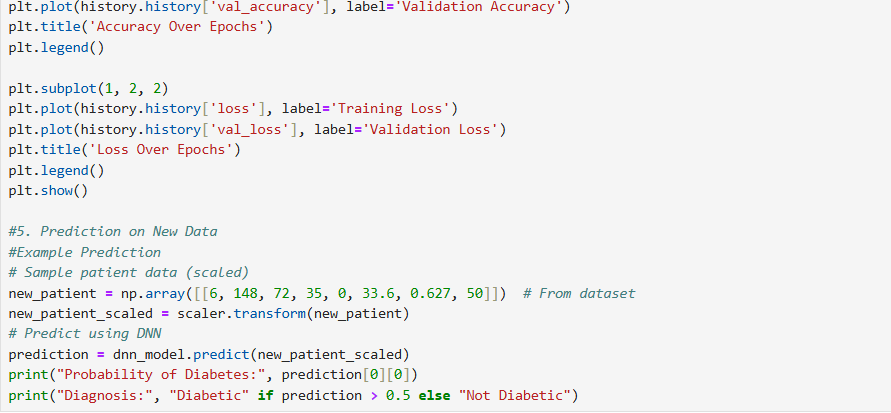 plt.plot(history.history['val_accuracy'], label='Validation Accuracy')
plt.title('Accuracy Over Epochs')
plt.legend()
plt.subplot(1, 2, 2)
plt.plot(history.history['loss'], label='Training Loss')
plt.plot(history.history['val_loss'], label='Validation Loss')
plt.title('Loss Over Epochs')
plt.legend()
plt.show()
#5. Prediction on New Data
#Example Prediction
# Sample patient data (scaled)
new_patient = np.array([[6, 148, 72, 35, 0, 33.6, 0.627, 50]])  # From dataset
new_patient_scaled = scaler.transform(new_patient)
# Predict using DNN
prediction = dnn_model.predict(new_patient_scaled)
print("Probability of Diabetes:", prediction[0][0])
print("Diagnosis:", "Diabetic" if prediction > 0.5 else "Not Diabetic")